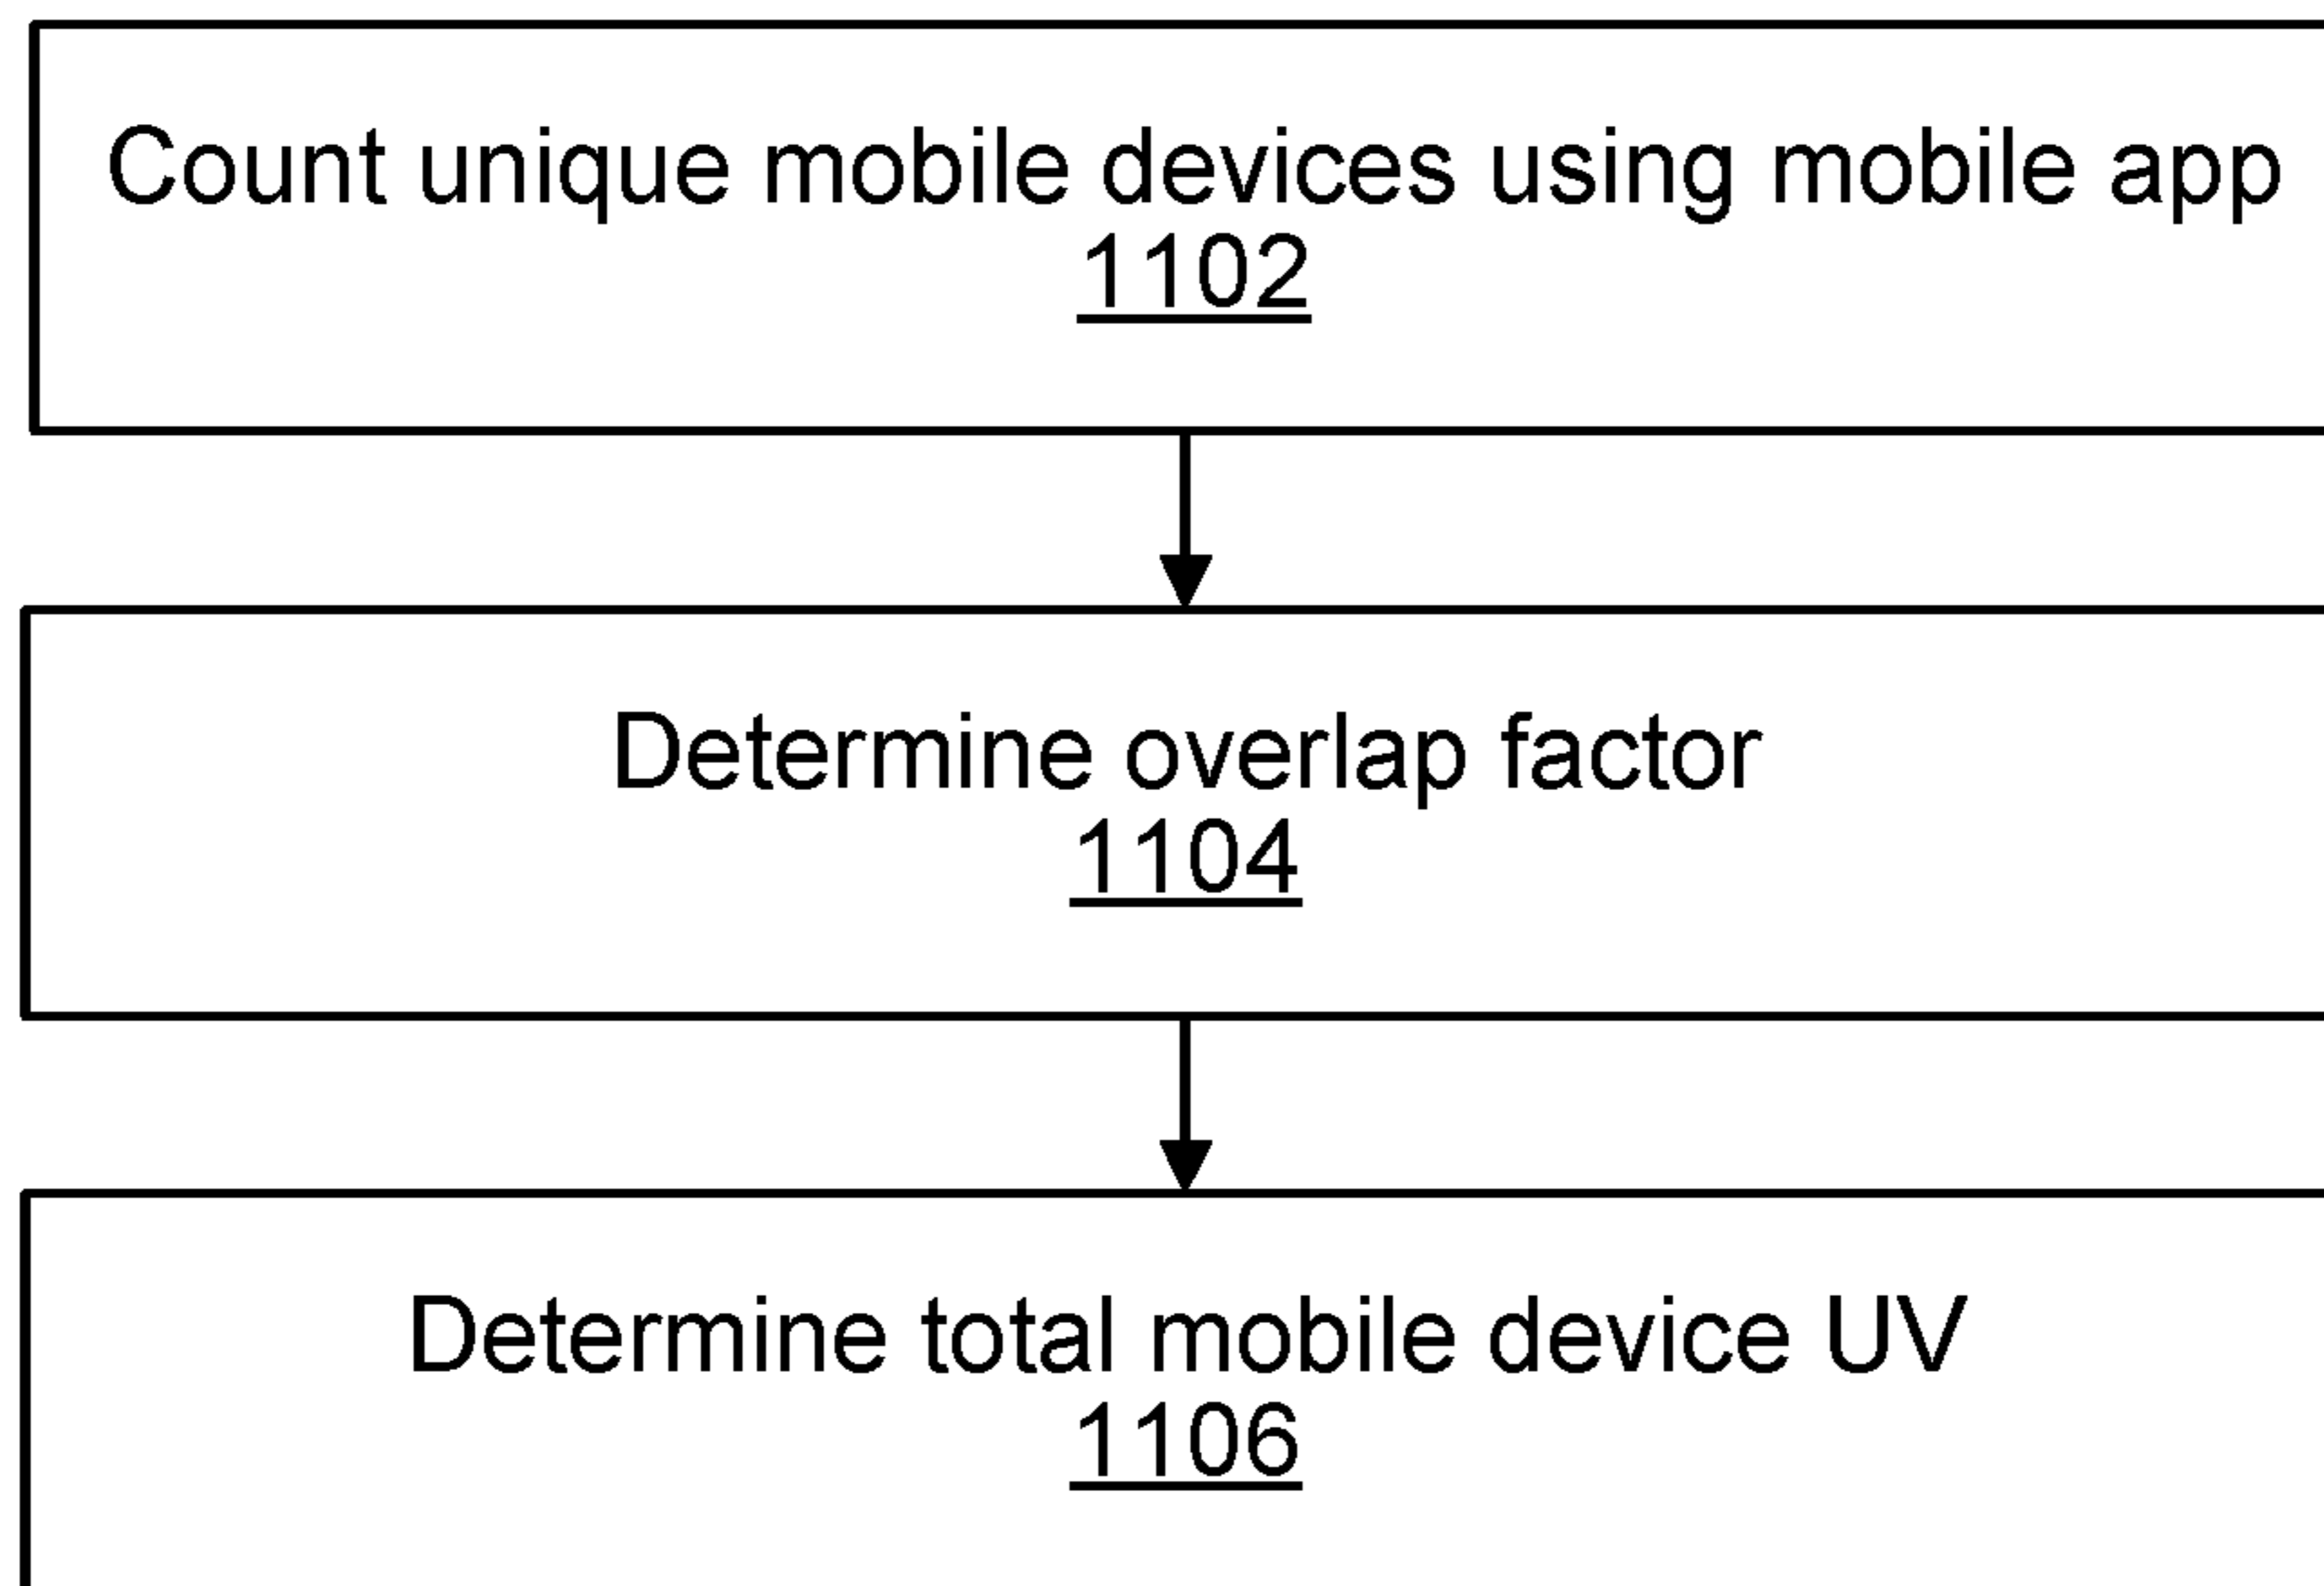 Count unique mobile devices using mobile app
1102
Determine overlap factor
1104
Determine total mobile device UV
1106